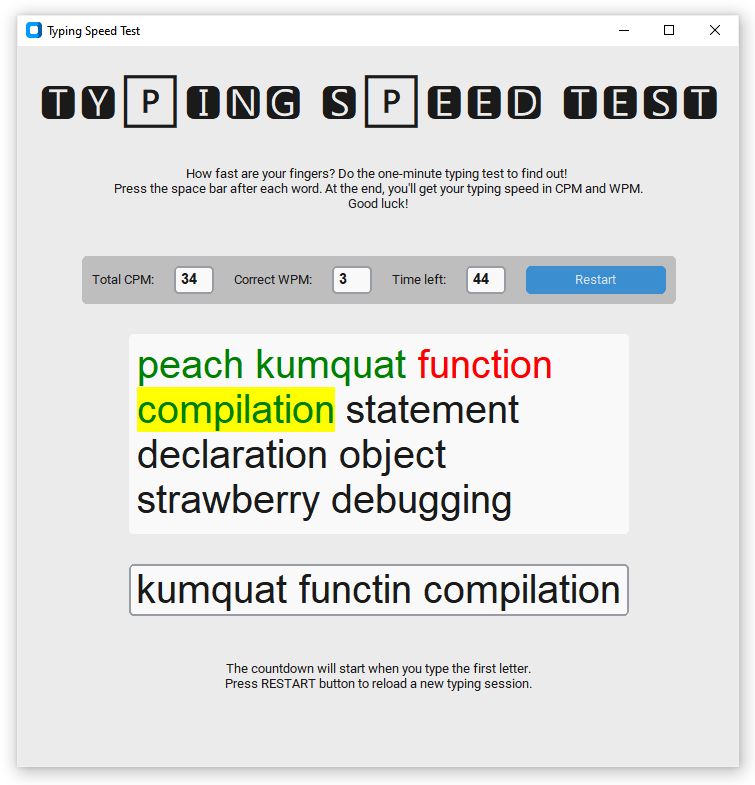 Typing Speed Test
TYPING SPEED TEST
How fast are your fingers? Do the one-minute typing test to find out!
Press the space bar after each word. At the end, you'll get your typing speed in CPM and WPM.
Good luck!
Total CPM: 34 Correct WPM: 3 Time left: 44 Restart
peach kumquat function
compilation statement
declaration object
strawberry debugging
kumquat functin compilation
The countdown will start when you type the first letter.
Press RESTART button to reload a new typing session.